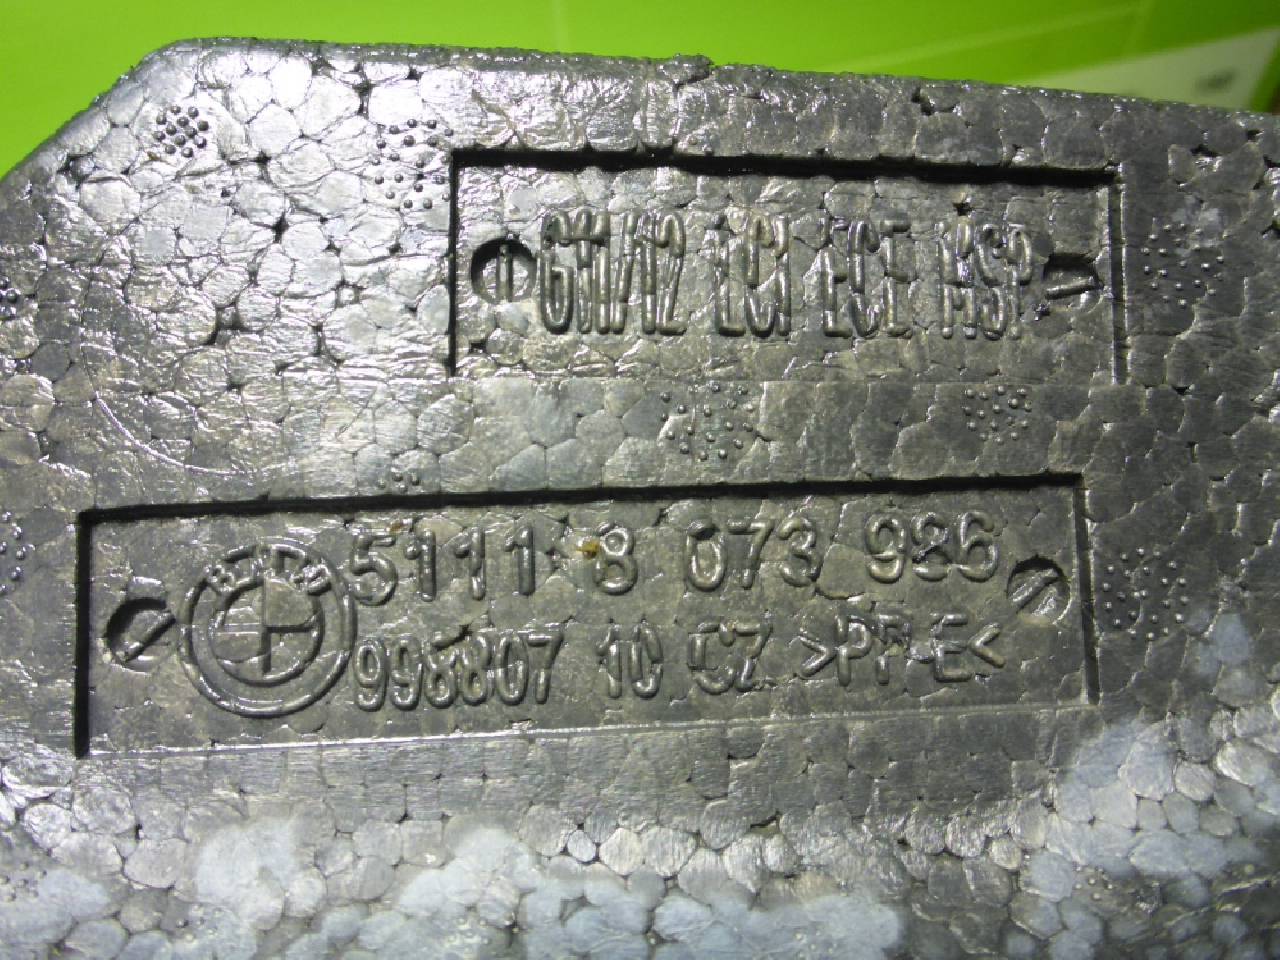 G11/12 LCI ECE MSP
BMW
5111 8 073 986
998807 10 CZ >PP-E<